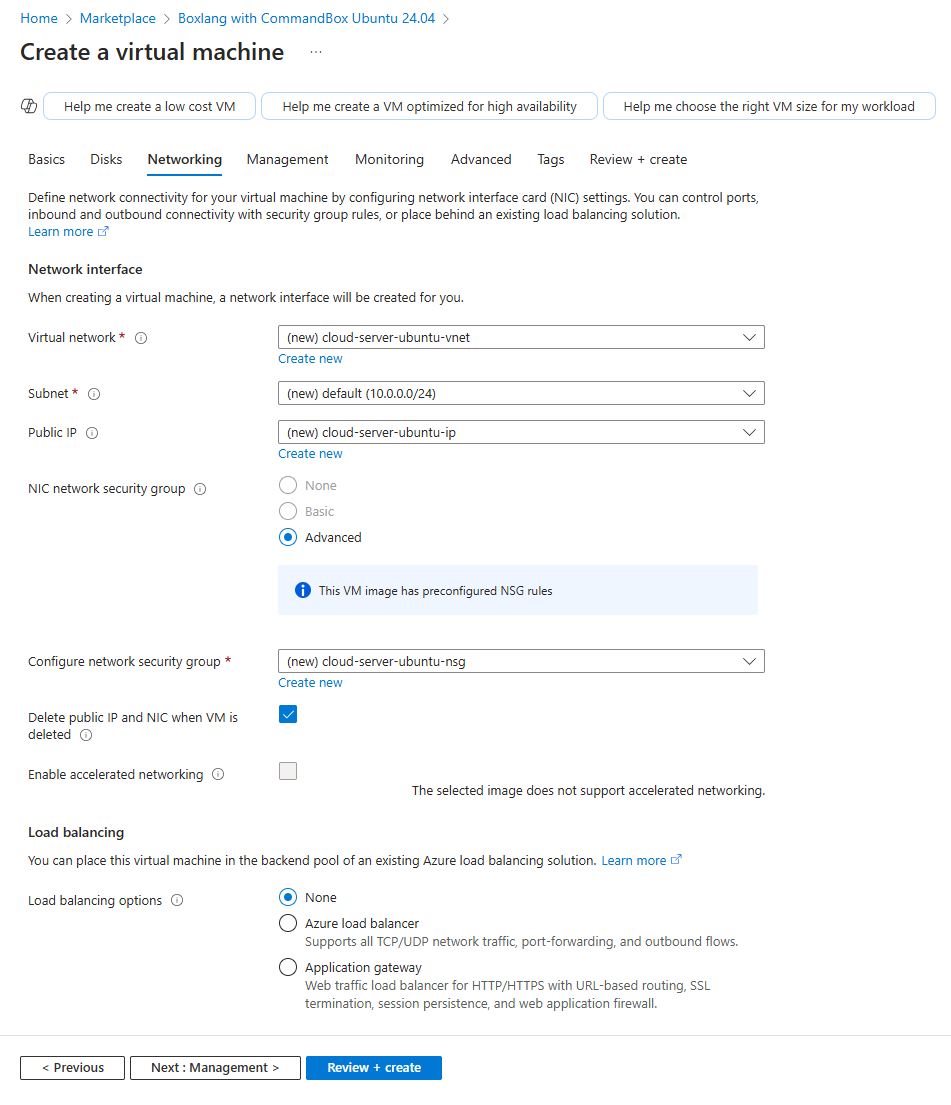 Home > Marketplace > Boxlang with CommandBox Ubuntu 24.04 >
Create a virtual machine ...
Help me create a low cost VM
Help me create a VM optimized for high availability
Help me choose the right VM size for my workload
Basics
Disks
Networking
Management
Monitoring
Advanced
Tags
Review + create
Define network connectivity for your virtual machine by configuring network interface card (NIC) settings. You can control ports,
inbound and outbound connectivity with security group rules, or place behind an existing load balancing solution.
Learn more
Network interface
When creating a virtual machine, a network interface will be created for you.
Virtual network *
(new) cloud-server-ubuntu-vnet
Create new
Subnet *
(new) default (10.0.0.0/24)
Public IP
(new) cloud-server-ubuntu-ip
Create new
NIC network security group
None
Basic
Advanced
This VM image has preconfigured NSG rules
Configure network security group *
(new) cloud-server-ubuntu-nsg
Create new
Delete public IP and NIC when VM is
deleted
Enable accelerated networking
The selected image does not support accelerated networking.
Load balancing
You can place this virtual machine in the backend pool of an existing Azure load balancing solution. Learn more
Load balancing options
None
Azure load balancer
Supports all TCP/UDP network traffic, port-forwarding, and outbound flows.
Application gateway
Web traffic load balancer for HTTP/HTTPS with URL-based routing, SSL
termination, session persistence, and web application firewall.
< Previous
Next : Management >
Review + create